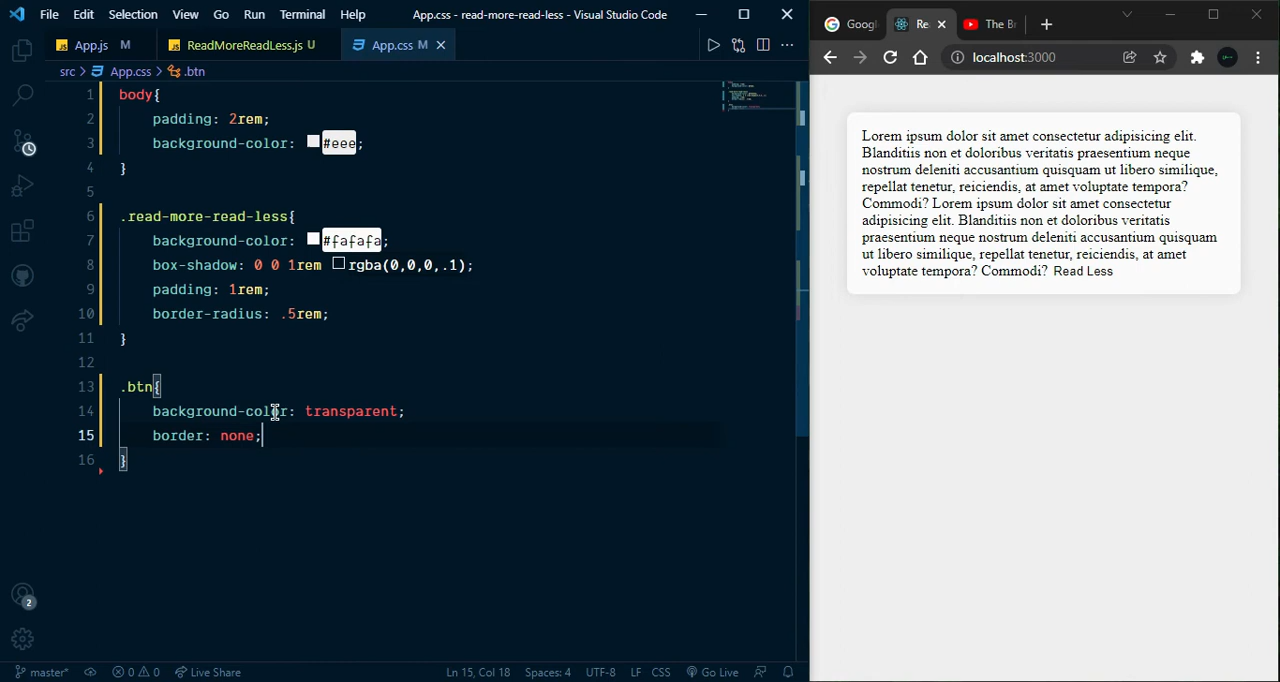 File Edit Selection View Go Run Terminal Help App.css - read-more-read-less - Visual Studio Code
App.js M ReadMoreReadLess.js U App.css M
src > App.css > .btn
1 body{
2 padding: 2rem;
3 background-color: #eee;
4 }
5
6 .read-more-read-less{
7 background-color: #fafafa;
8 box-shadow: 0 0 1rem rgba(0,0,0,.1);
9 padding: 1rem;
10 border-radius: .5rem;
11 }
12
13 .btn{
14 background-color: transparent;
15 border: none;
16 }
2
master* 0 0 Live Share Ln 15, Col 18 Spaces: 4 UTF-8 LF CSS Go Live
Googl Re The Br
localhost:3000
Lorem ipsum dolor sit amet consectetur adipisicing elit.
Blanditiis non et doloribus veritatis praesentium neque
nostrum deleniti accusantium quisquam ut libero similique,
repellat tenetur, reiciendis, at amet voluptate tempora?
Commodi? Lorem ipsum dolor sit amet consectetur
adipisicing elit. Blanditiis non et doloribus veritatis
praesentium neque nostrum deleniti accusantium quisquam
ut libero similique, repellat tenetur, reiciendis, at amet
voluptate tempora? Commodi? Read Less